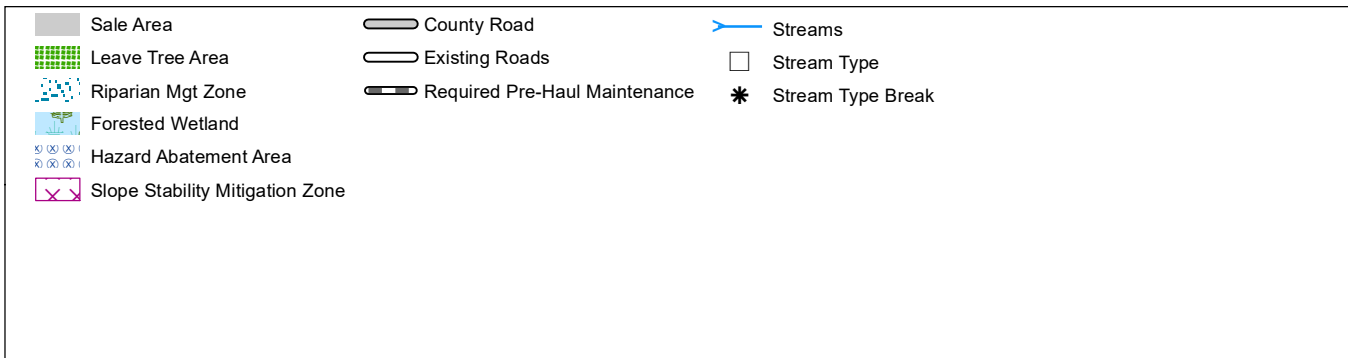 Sale Area
Leave Tree Area
Riparian Mgt Zone
Forested Wetland
Hazard Abatement Area
Slope Stability Mitigation Zone
County Road
Existing Roads
Required Pre-Haul Maintenance
Streams
Stream Type
Stream Type Break